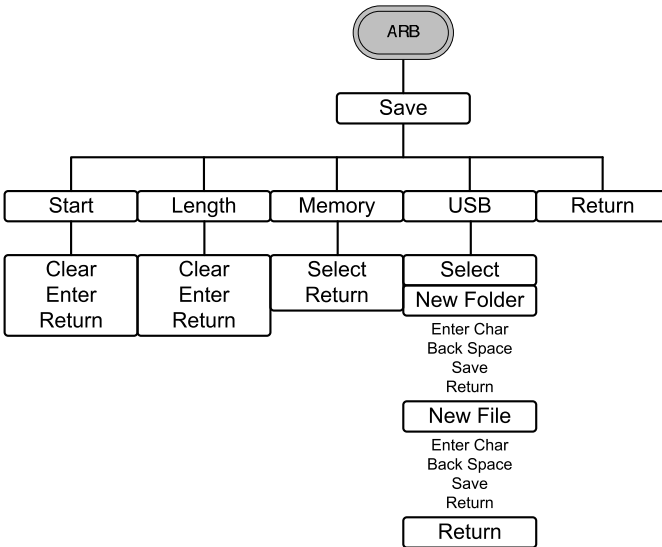 ARB
Save
Start Length Memory USB Return
Clear
Enter
Return
Clear
Enter
Return
Select
Return
Select
New Folder
Enter Char
Back Space
Save
Return
New File
Enter Char
Back Space
Save
Return
Return